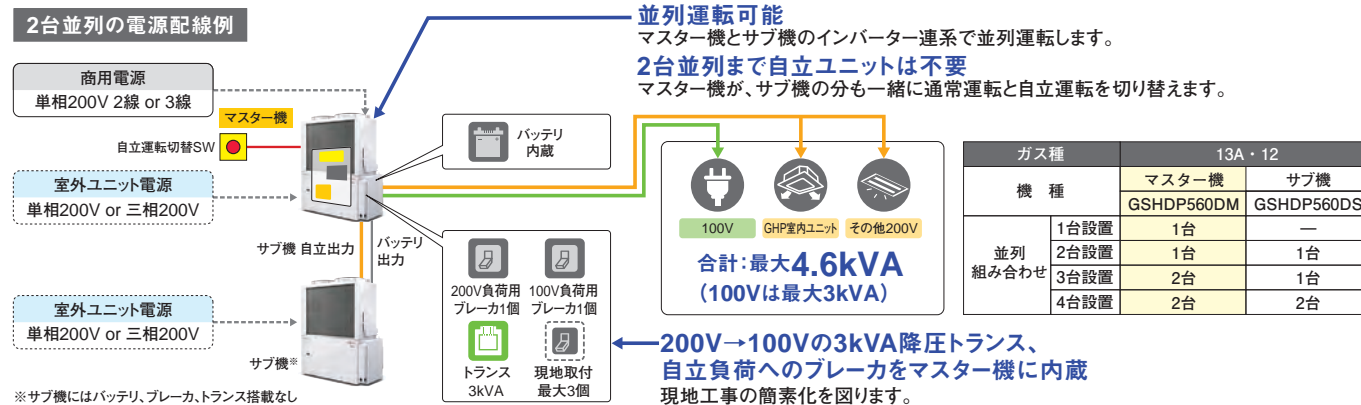 2台並列の電源配線例
商用電源
単相200V 2線 or 3線
マスター機
自立運転切替SW
室外ユニット電源
単相200V or 三相200V
サブ機 自立出力
バッテリ
出力
室外ユニット電源
単相200V or 三相200V
サブ機※
※サブ機にはバッテリ、ブレーカ、トランス搭載なし
バッテリ
内蔵
200V負荷用
ブレーカ1個
100V負荷用
ブレーカ1個
トランス
3kVA
現地取付
最大3個
並列運転可能
マスター機とサブ機のインバーター連系で並列運転します。
2台並列まで自立ユニットは不要
マスター機が、サブ機の分も一緒に通常運転と自立運転を切り替えます。
100V
GHP室内ユニット
その他200V
合計:最大4.6kVA
(100Vは最大3kVA)
200V→100Vの3kVA降圧トランス、
自立負荷へのブレーカをマスター機に内蔵
現地工事の簡素化を図ります。
ガス種 13A・12
機 種 マスター機 サブ機
GSHDP560DM GSHDP560DS
並列
組み合わせ
1台設置 1台 —
2台設置 1台 1台
3台設置 2台 1台
4台設置 2台 2台